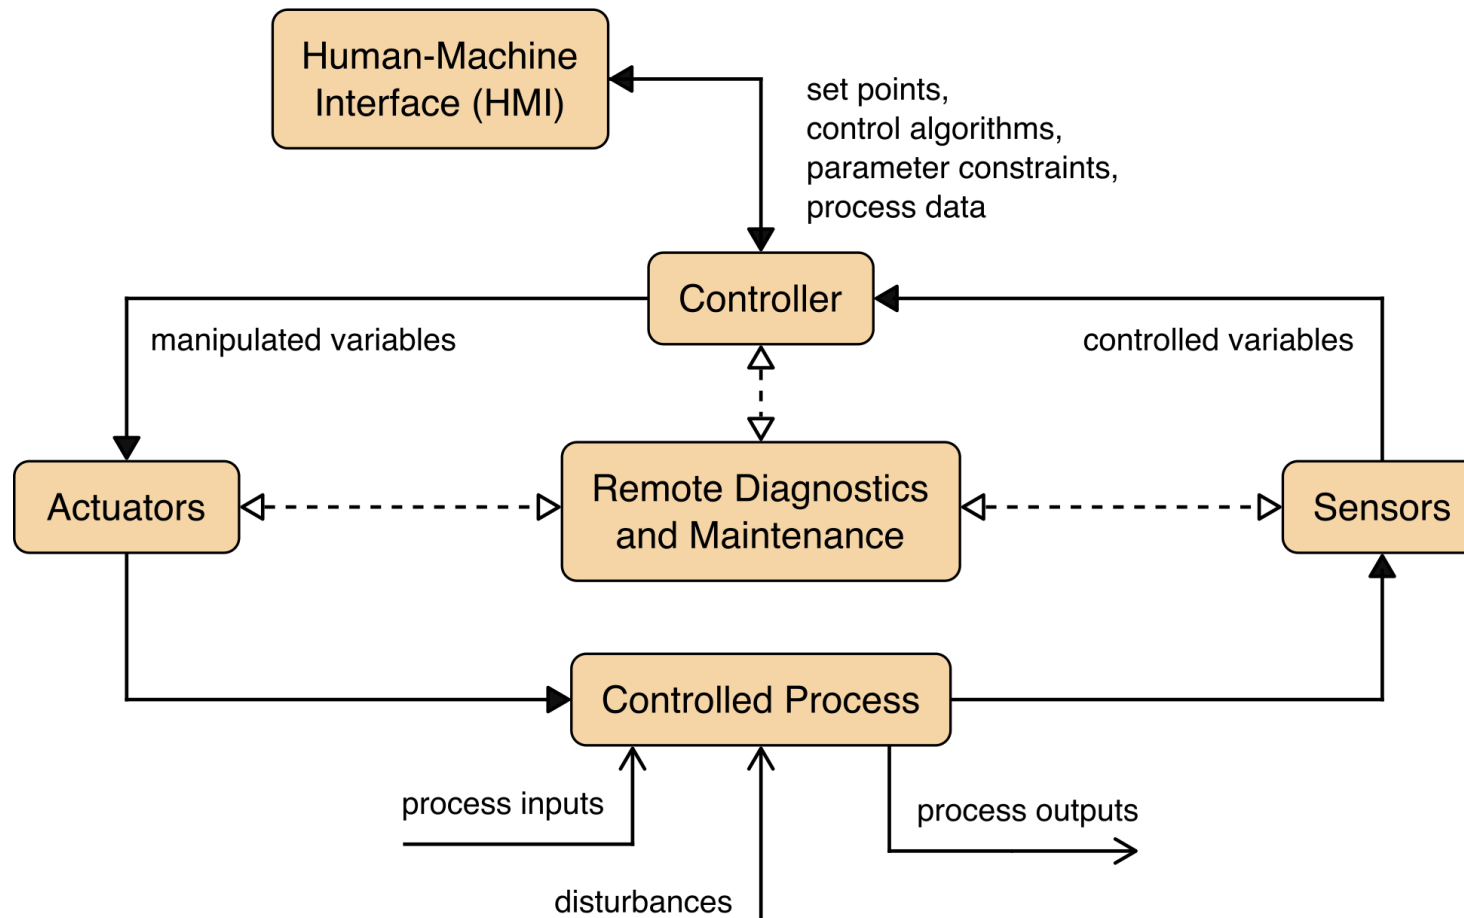 Human-Machine
Interface (HMI)
set points,
control algorithms,
parameter constraints,
process data
Controller
manipulated variables
controlled variables
Actuators
Remote Diagnostics
and Maintenance
Sensors
Controlled Process
process inputs
process outputs
disturbances